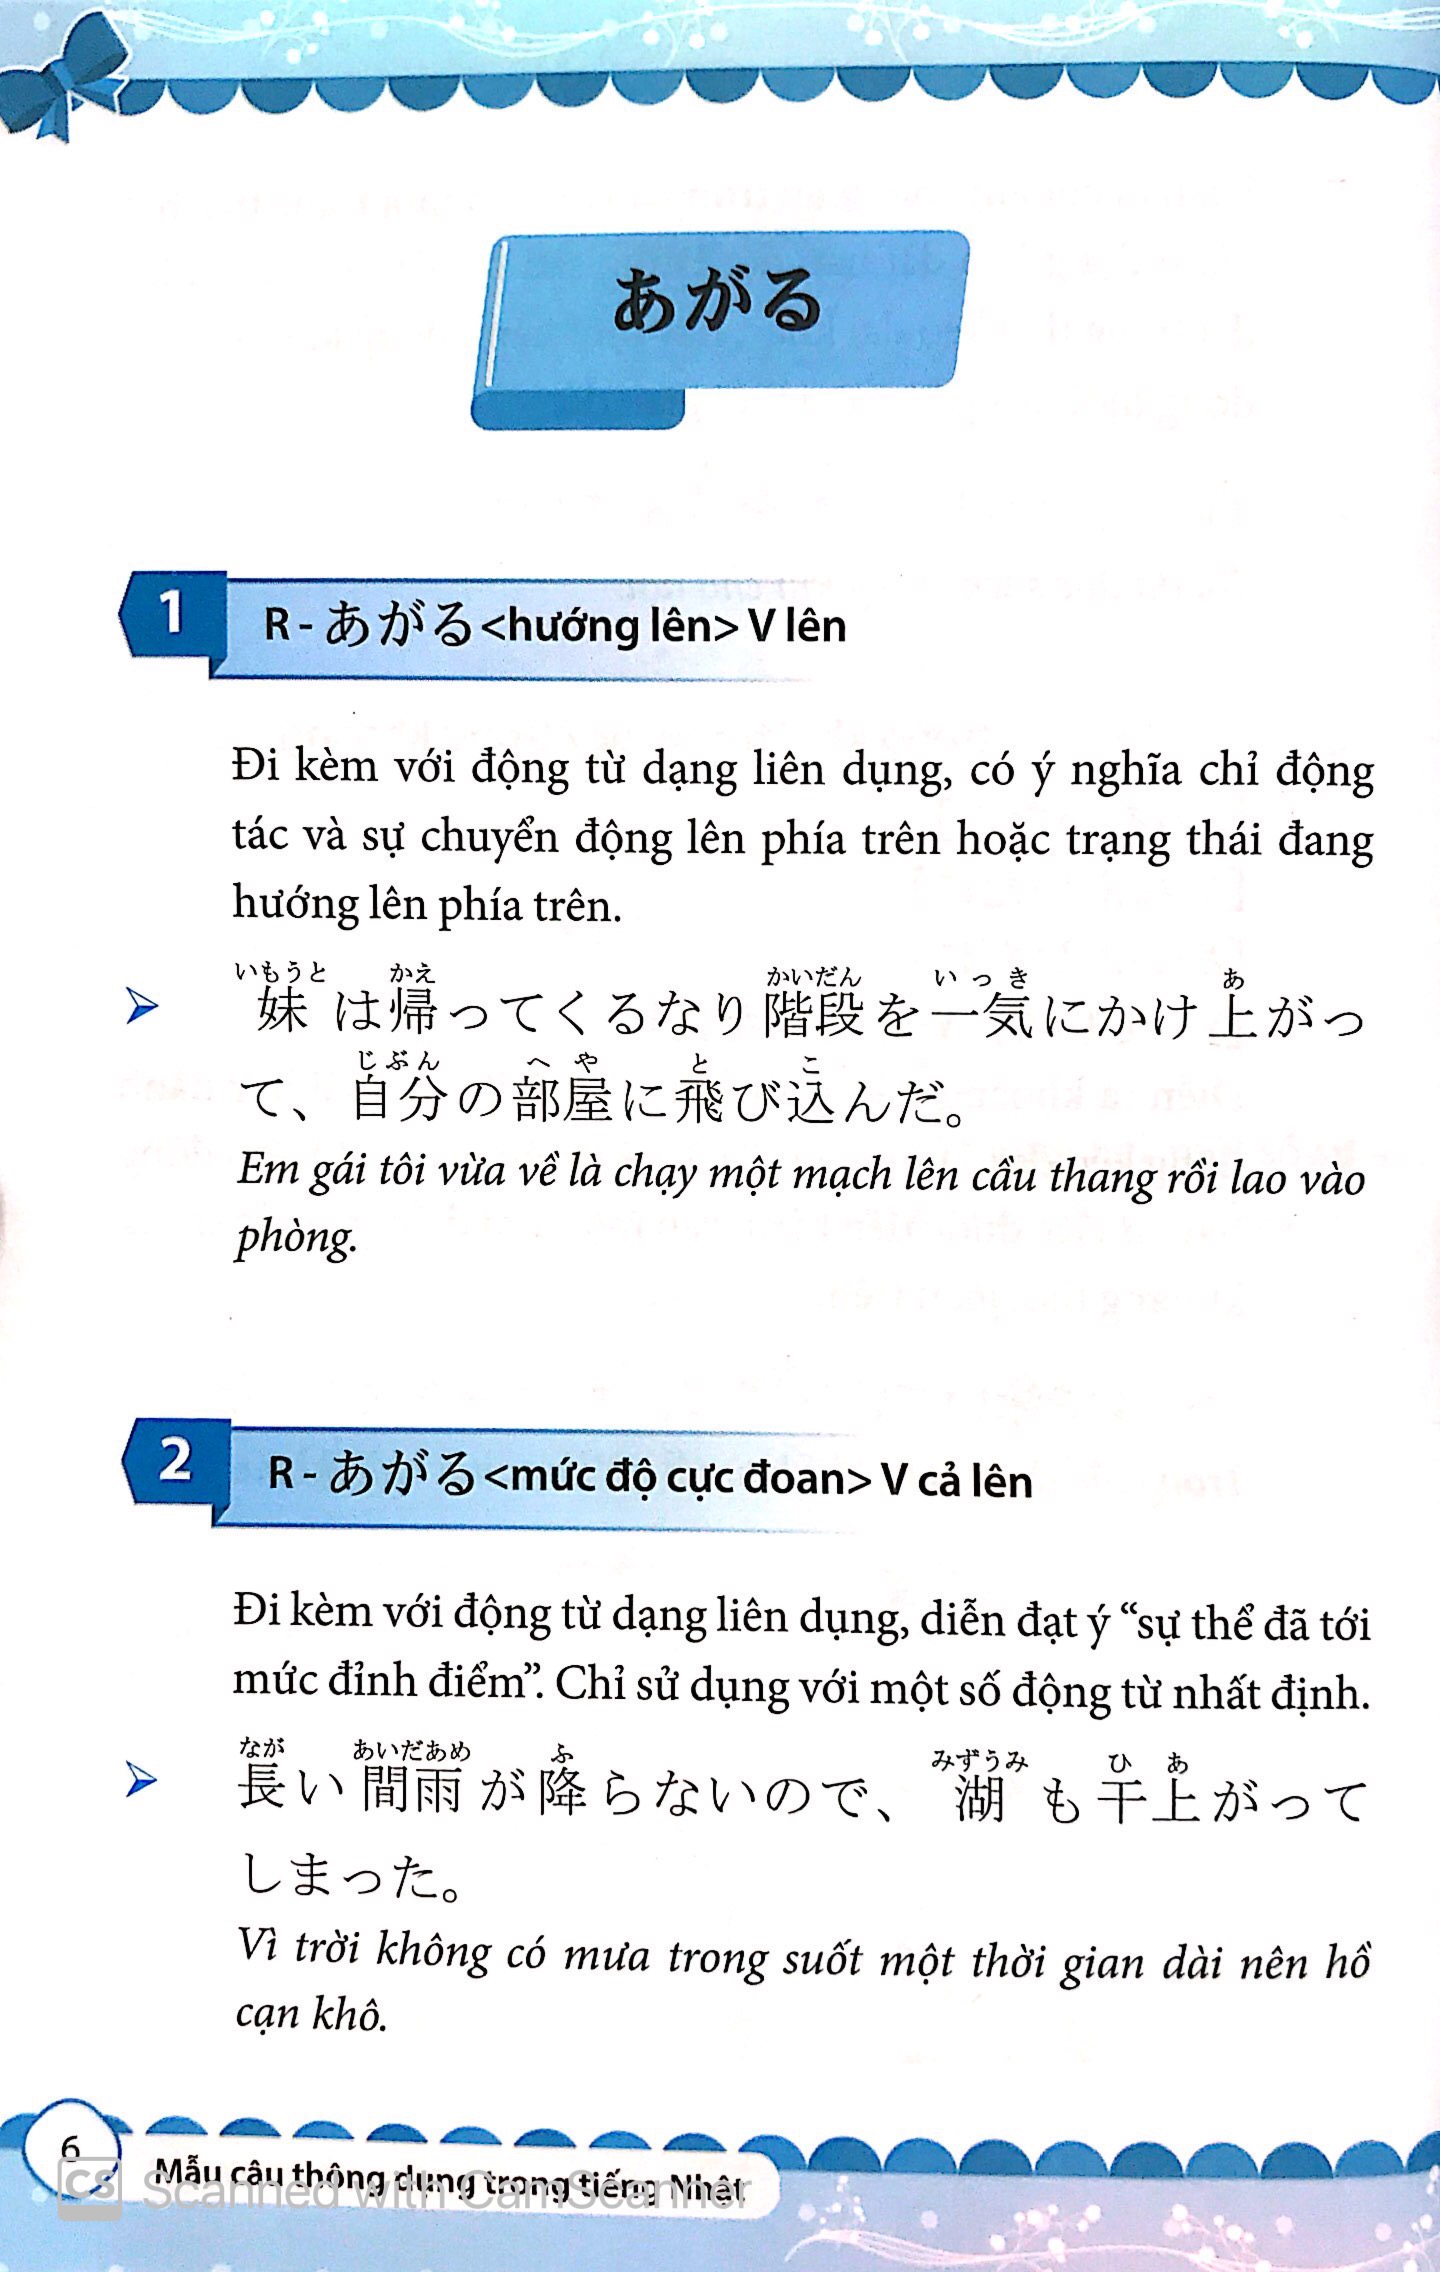 あがる
1
R - あがる<hướng lên> V lên
Đi kèm với động từ dạng liên dụng, có ý nghĩa chỉ động
tác và sự chuyển động lên phía trên hoặc trạng thái đang
hướng lên phía trên.
いもうと かえ かいだん いっき あ
妹は帰ってくるなり階段を一気にかけ上がっ
じぶん へや と こ
て、自分の部屋に飛び込んだ。
Em gái tôi vừa về là chạy một mạch lên cầu thang rồi lao vào
phòng.
2
R - あがる<mức độ cực đoan> V cả lên
Đi kèm với động từ dạng liên dụng, diễn đạt ý “sự thể đã tới
mức đỉnh điểm”. Chỉ sử dụng với một số động từ nhất định.
なが あいだあめ ふ みずうみ ひ あ
長い間雨が降らないので、湖も干上がって
しまった。
Vì trời không có mưa trong suốt một thời gian dài nên hồ
cạn khô.
6
Mẫu câu thông dụng trong tiếng Nhật
CS Scanned with CamScanner